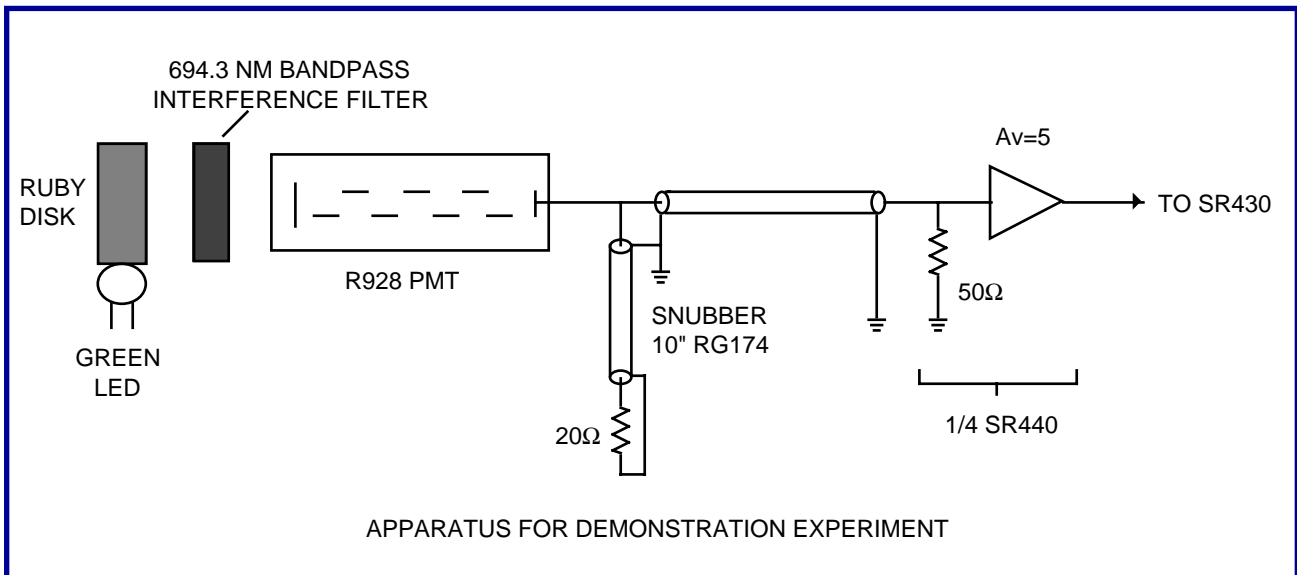 694.3 NM BANDPASS
INTERFERENCE FILTER
RUBY
DISK
GREEN
LED
R928 PMT
SNUBBER
10" RG174
20Ω
50Ω
Av=5
TO SR430
1/4 SR440
APPARATUS FOR DEMONSTRATION EXPERIMENT